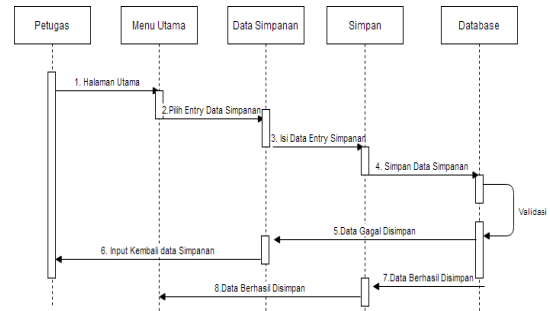 Petugas
Menu Utama
Data Simpanan
Simpan
Database
1. Halaman Utama
2.Pilih Entry Data Simpanan
3. Isi Data Entry Simpanan
4. Simpan Data Simpanan
Validasi
5.Data Gagal Disimpan
6. Input Kembali data Simpanan
7.Data Berhasil Disimpan
8.Data Berhasil Disimpan